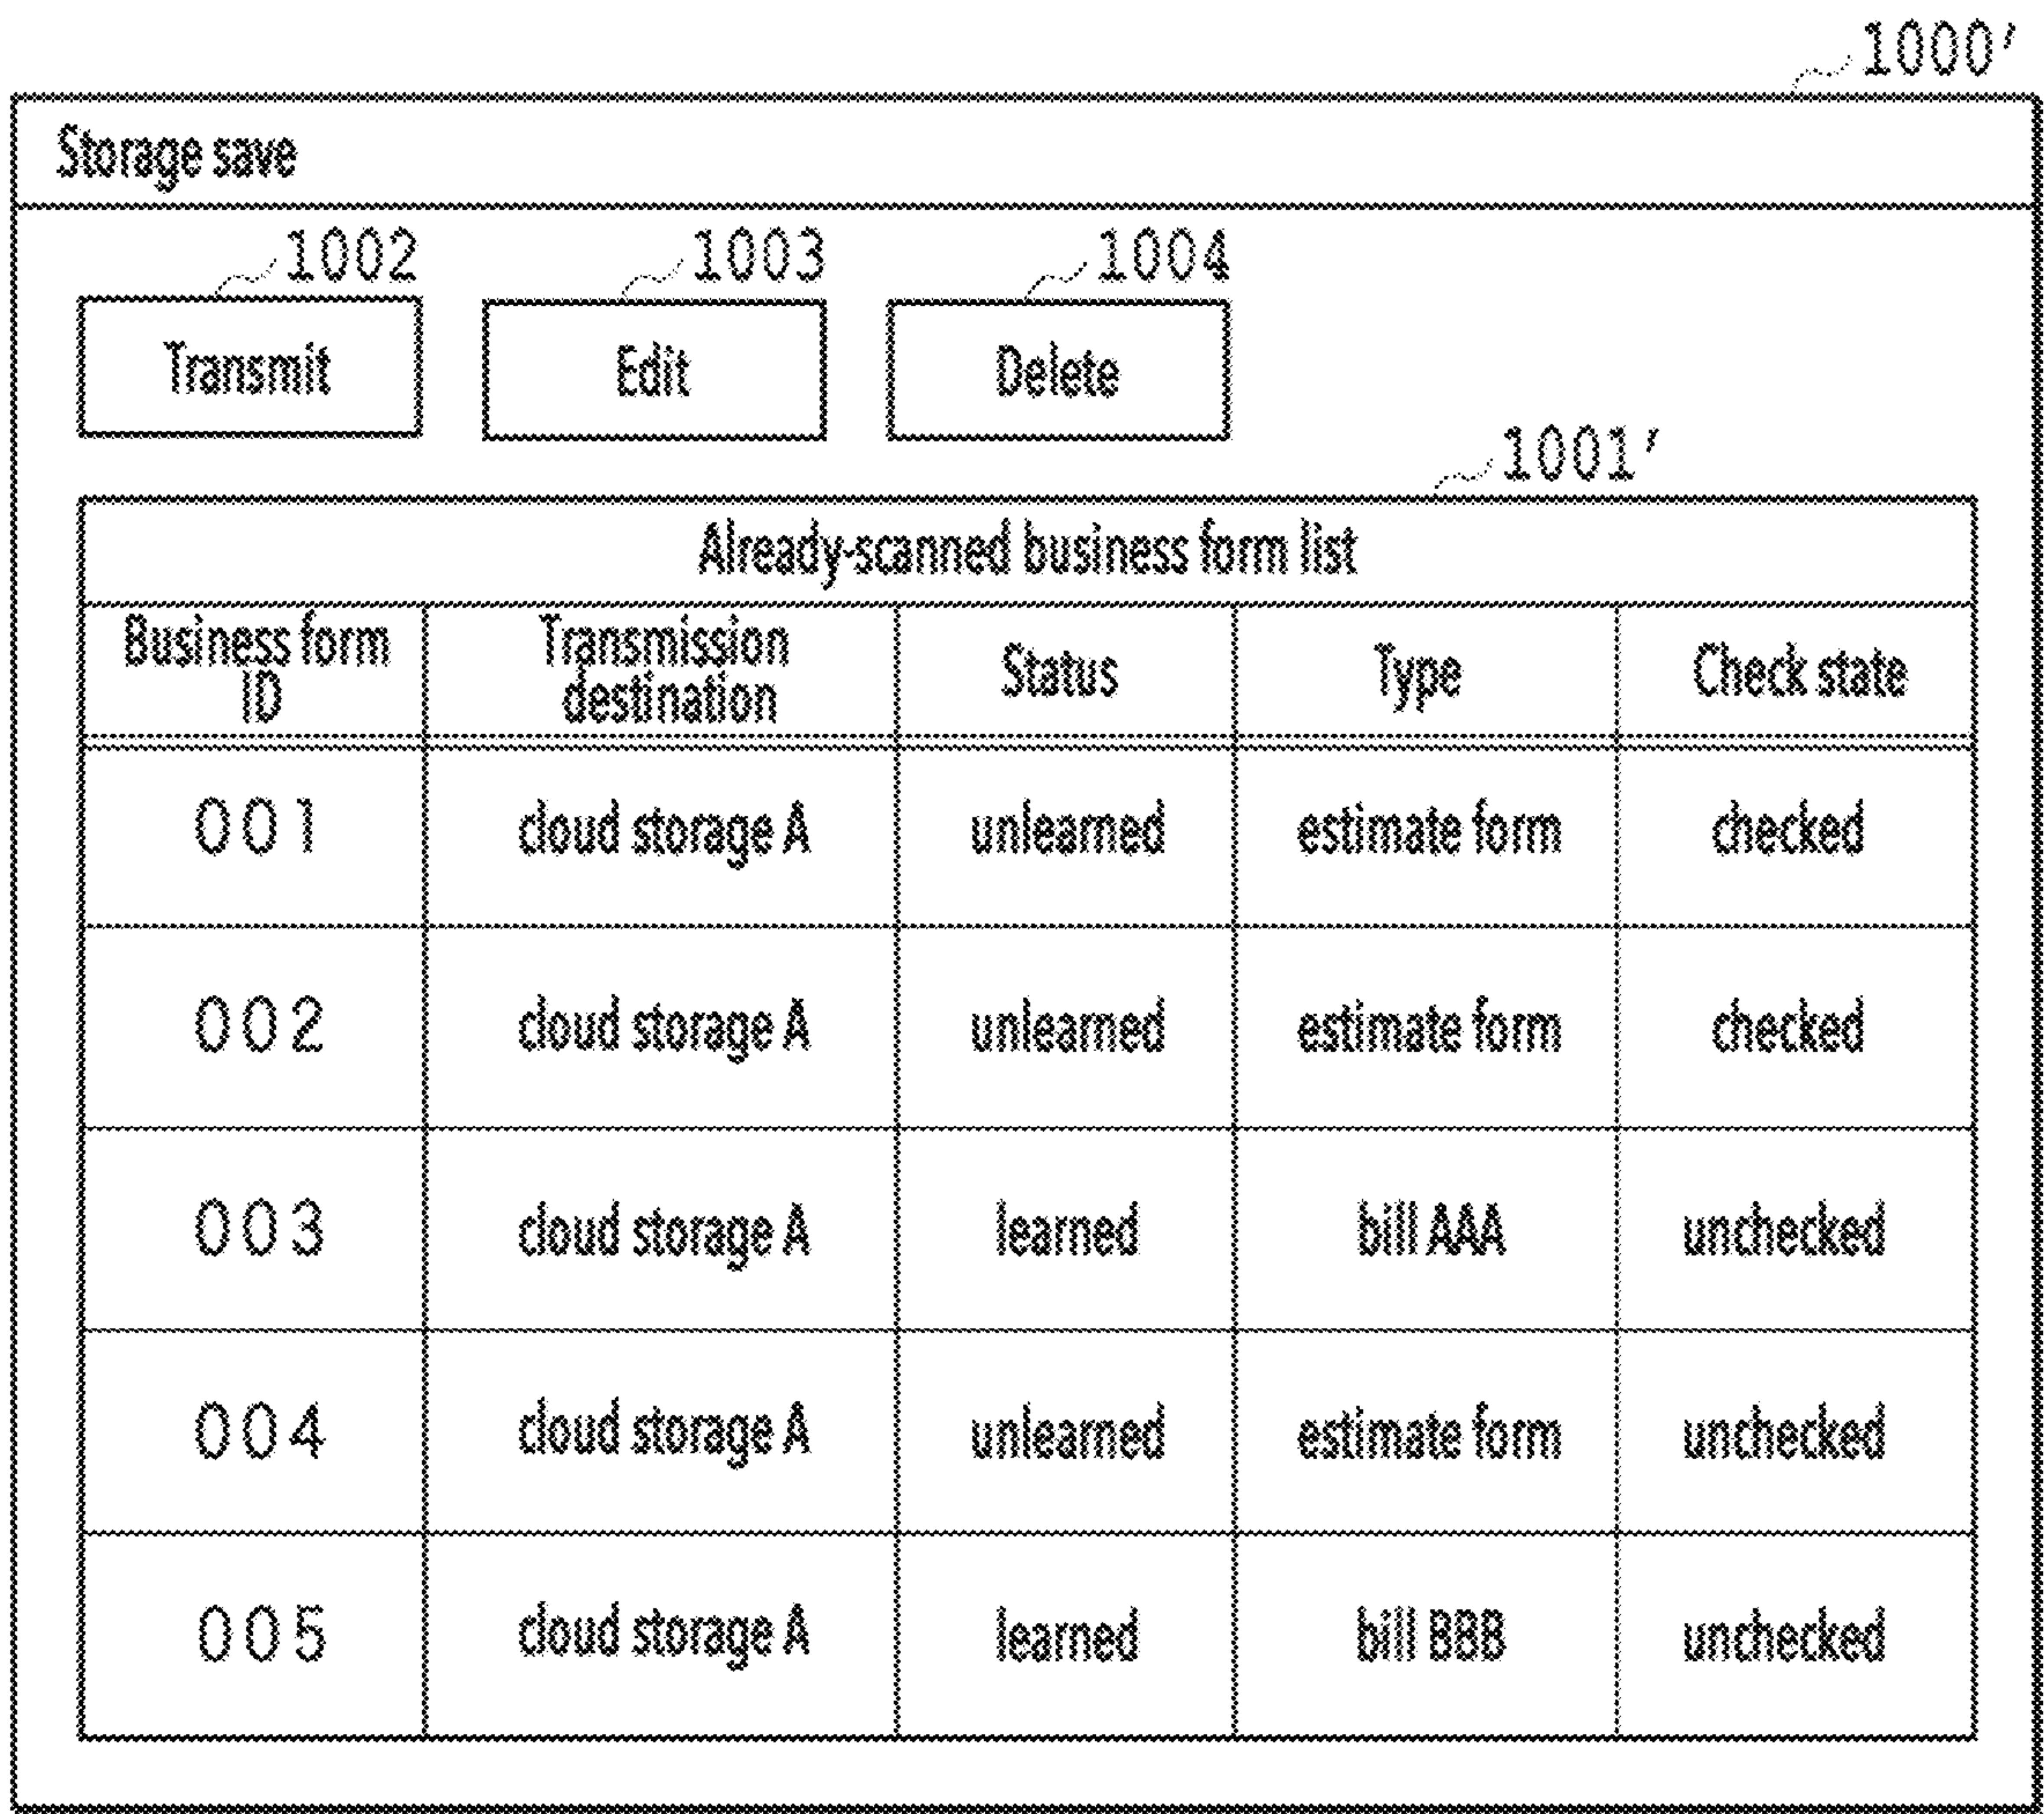 1000'
Storage save
1002 1003 1004
Transmit Edit Delete
1001'
Already-scanned business form list
Business form ID Transmission destination Status Type Check state
001 cloud storage A unlearned estimate form checked
002 cloud storage A unlearned estimate form checked
003 cloud storage A learned bill AAA unchecked
004 cloud storage A unlearned estimate form unchecked
005 cloud storage A learned bill BBB unchecked